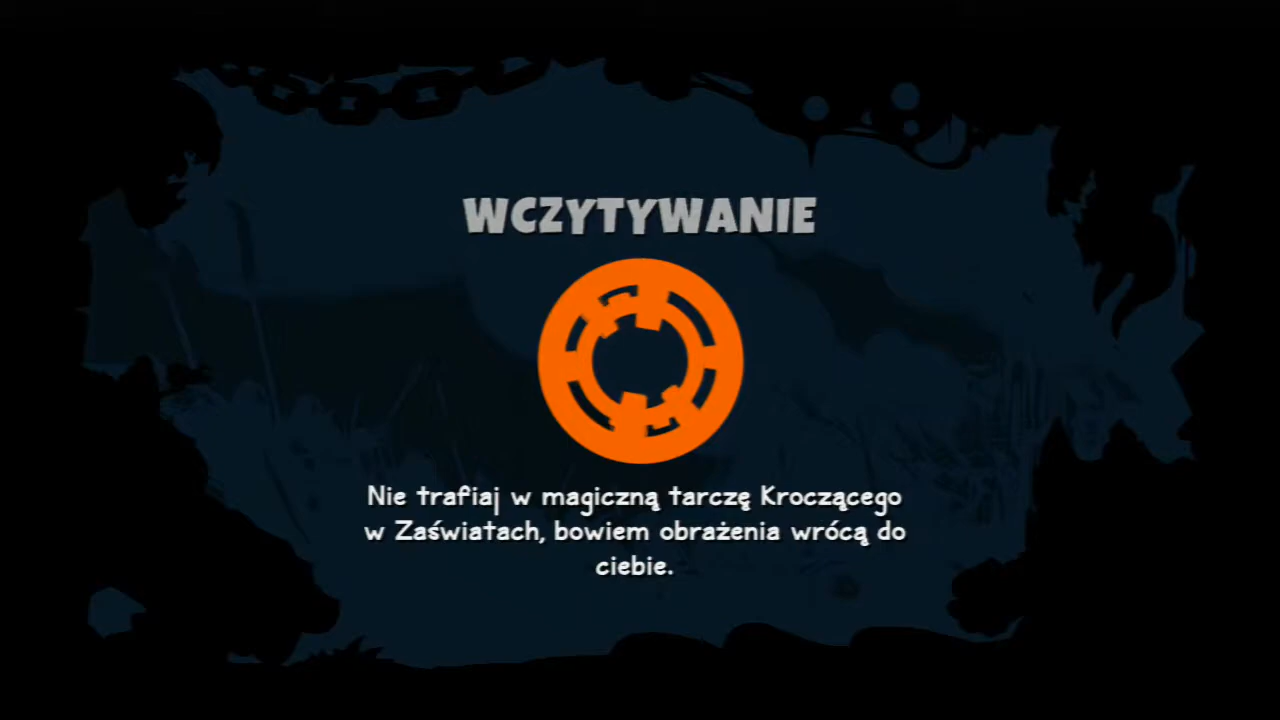 WCZYTYWANIE
Nie trafiaj w magiczną tarczę Kroczącego
w Zaświatach, bowiem obrażenia wrócą do
ciebie.